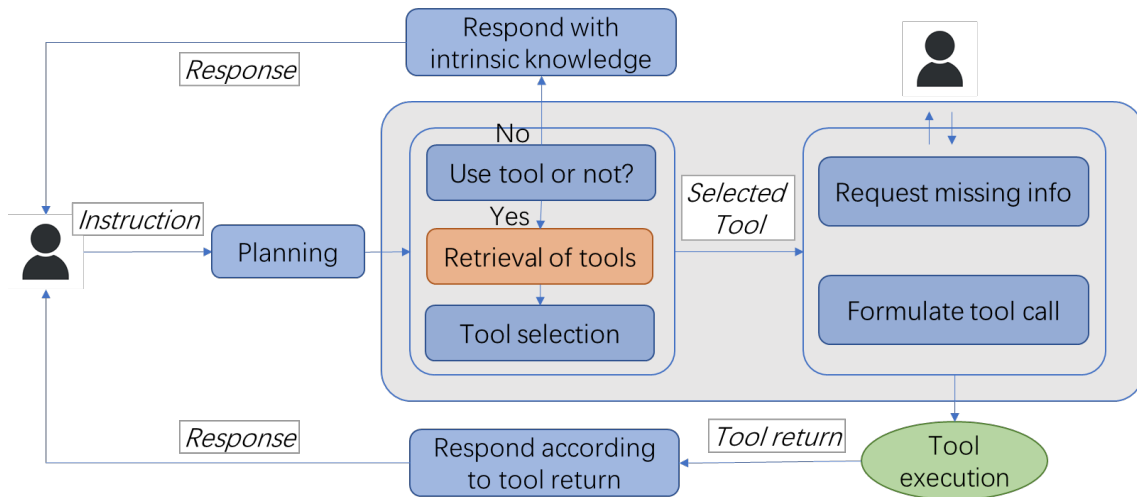 Respond with
intrinsic knowledge
Response
No
Use tool or not?
Yes
Retrieval of tools
Tool selection
Instruction
Planning
Selected
Tool
Request missing info
Formulate tool call
Response
Respond according
to tool return
Tool return
Tool
execution